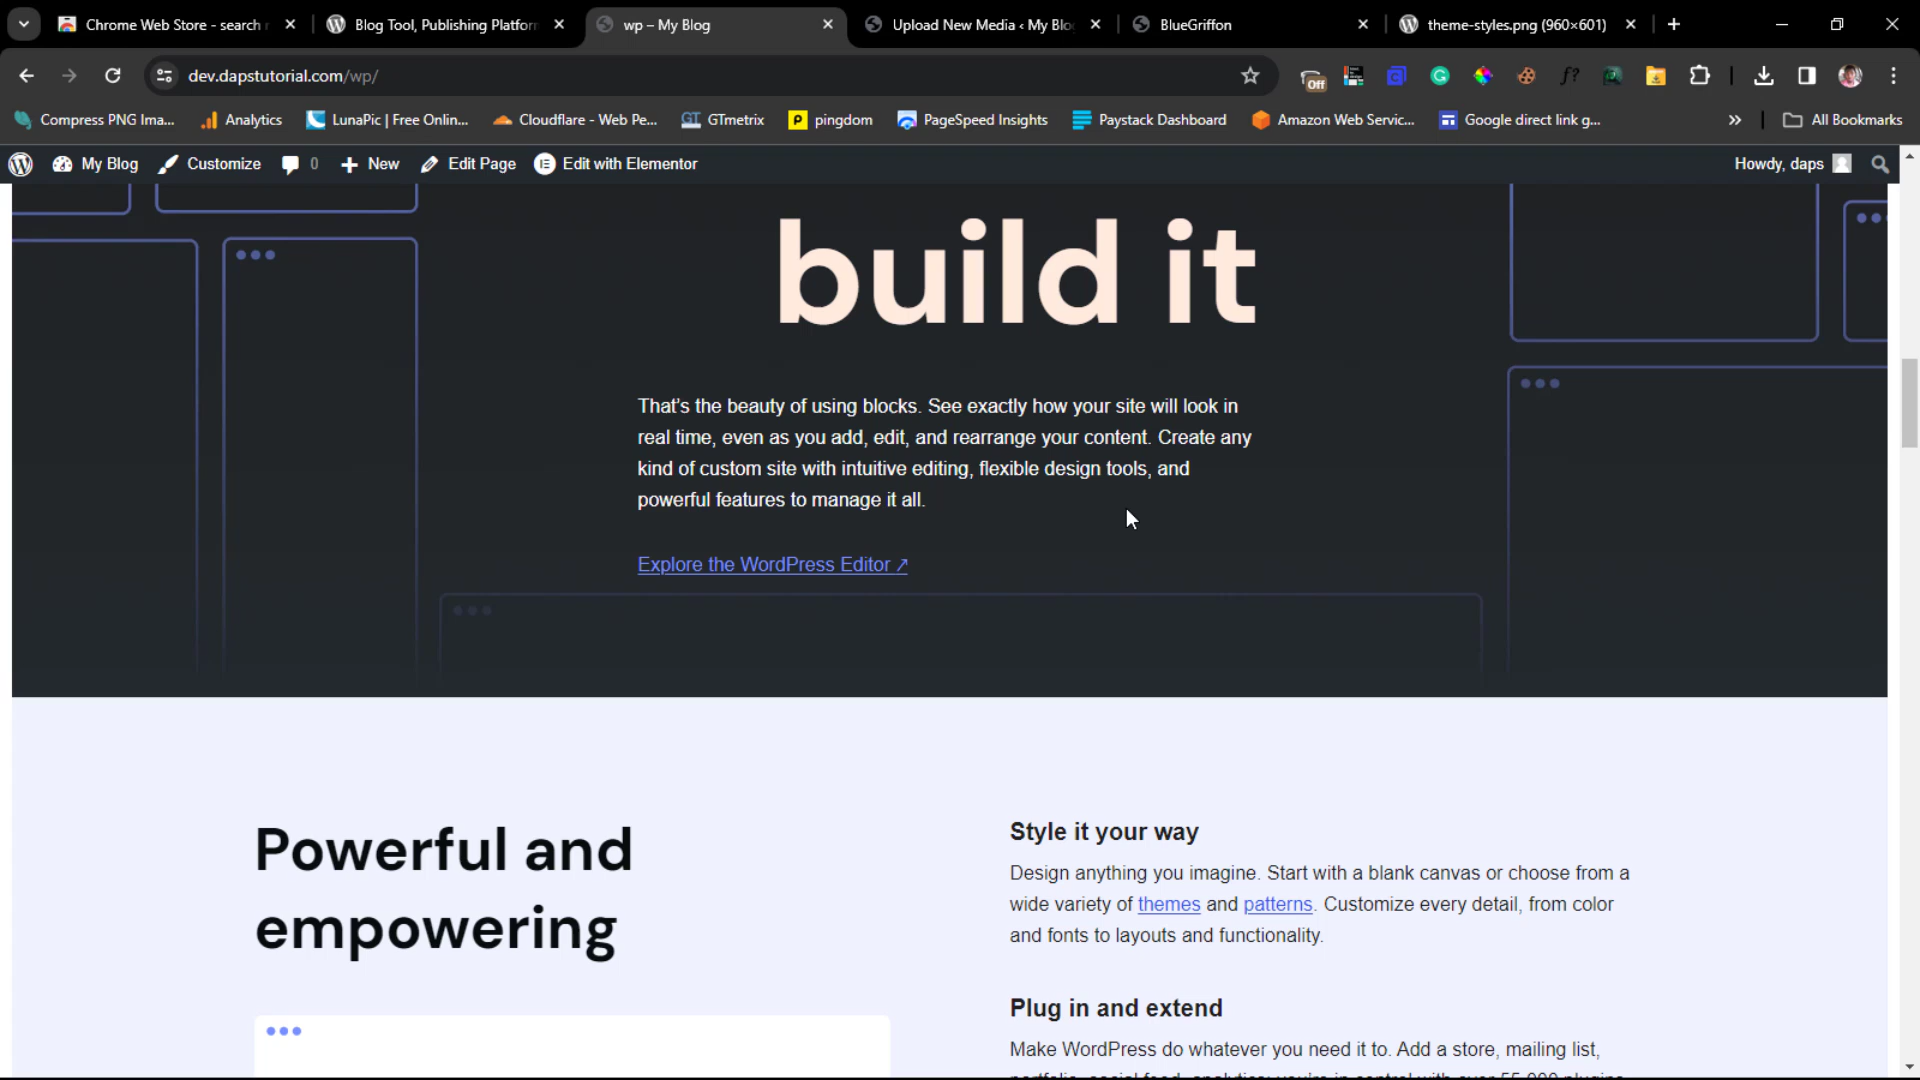 Chrome Web Store - search
Blog Tool, Publishing Platform
wp – My Blog
Upload New Media ‹ My Blo
BlueGriffon
theme-styles.png (960×601)
dev.dapstutorial.com/wp/
Off
f?
Compress PNG Ima...
Analytics
LunaPic | Free Onlin...
Cloudflare - Web Pe...
GT
GTmetrix
pingdom
PageSpeed Insights
Paystack Dashboard
Amazon Web Servic...
Google direct link g...
»
All Bookmarks
My Blog
Customize
0
New
Edit Page
Edit with Elementor
Howdy, daps
build it
That's the beauty of using blocks. See exactly how your site will look in
real time, even as you add, edit, and rearrange your content. Create any
kind of custom site with intuitive editing, flexible design tools, and
powerful features to manage it all.
Explore the WordPress Editor ↗
Powerful and
empowering
Style it your way
Design anything you imagine. Start with a blank canvas or choose from a
wide variety of themes and patterns. Customize every detail, from color
and fonts to layouts and functionality.
Plug in and extend
Make WordPress do whatever you need it to. Add a store, mailing list,